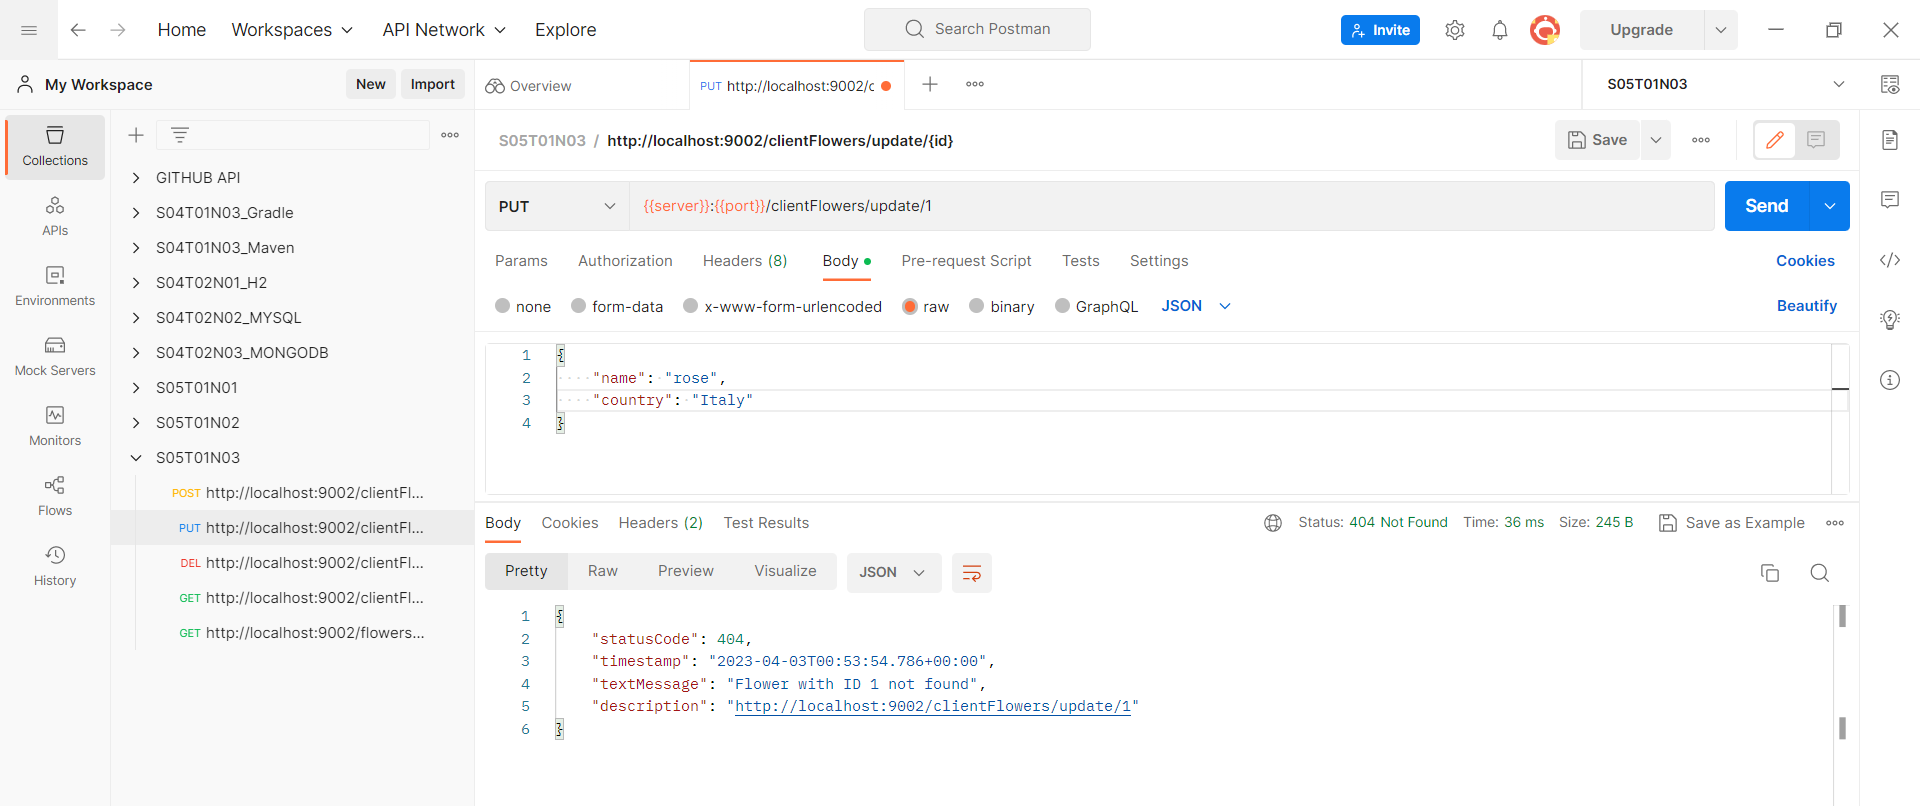 Home Workspaces API Network Explore Search Postman Invite Upgrade
My Workspace New Import Overview PUT http://localhost:9002/c S05T01N03
Collections
APIs
Environments
Mock Servers
Monitors
Flows
History
GITHUB API
S04T01N03_Gradle
S04T01N03_Maven
S04T02N01_H2
S04T02N02_MYSQL
S04T02N03_MONGODB
S05T01N01
S05T01N02
S05T01N03
POST http://localhost:9002/clientFl...
PUT http://localhost:9002/clientFl...
DEL http://localhost:9002/clientFl...
GET http://localhost:9002/clientFl...
GET http://localhost:9002/flowers...
S05T01N03 / http://localhost:9002/clientFlowers/update/{id} Save
PUT {{server}}:{{port}}/clientFlowers/update/1 Send
Params Authorization Headers (8) Body Pre-request Script Tests Settings Cookies
none form-data x-www-form-urlencoded raw binary GraphQL JSON Beautify
1 {
2 "name": "rose",
3 "country": "Italy"
4 }
Body Cookies Headers (2) Test Results Status: 404 Not Found Time: 36 ms Size: 245 B Save as Example
Pretty Raw Preview Visualize JSON
1 {
2 "statusCode": 404,
3 "timestamp": "2023-04-03T00:53:54.786+00:00",
4 "textMessage": "Flower with ID 1 not found",
5 "description": "http://localhost:9002/clientFlowers/update/1"
6 }